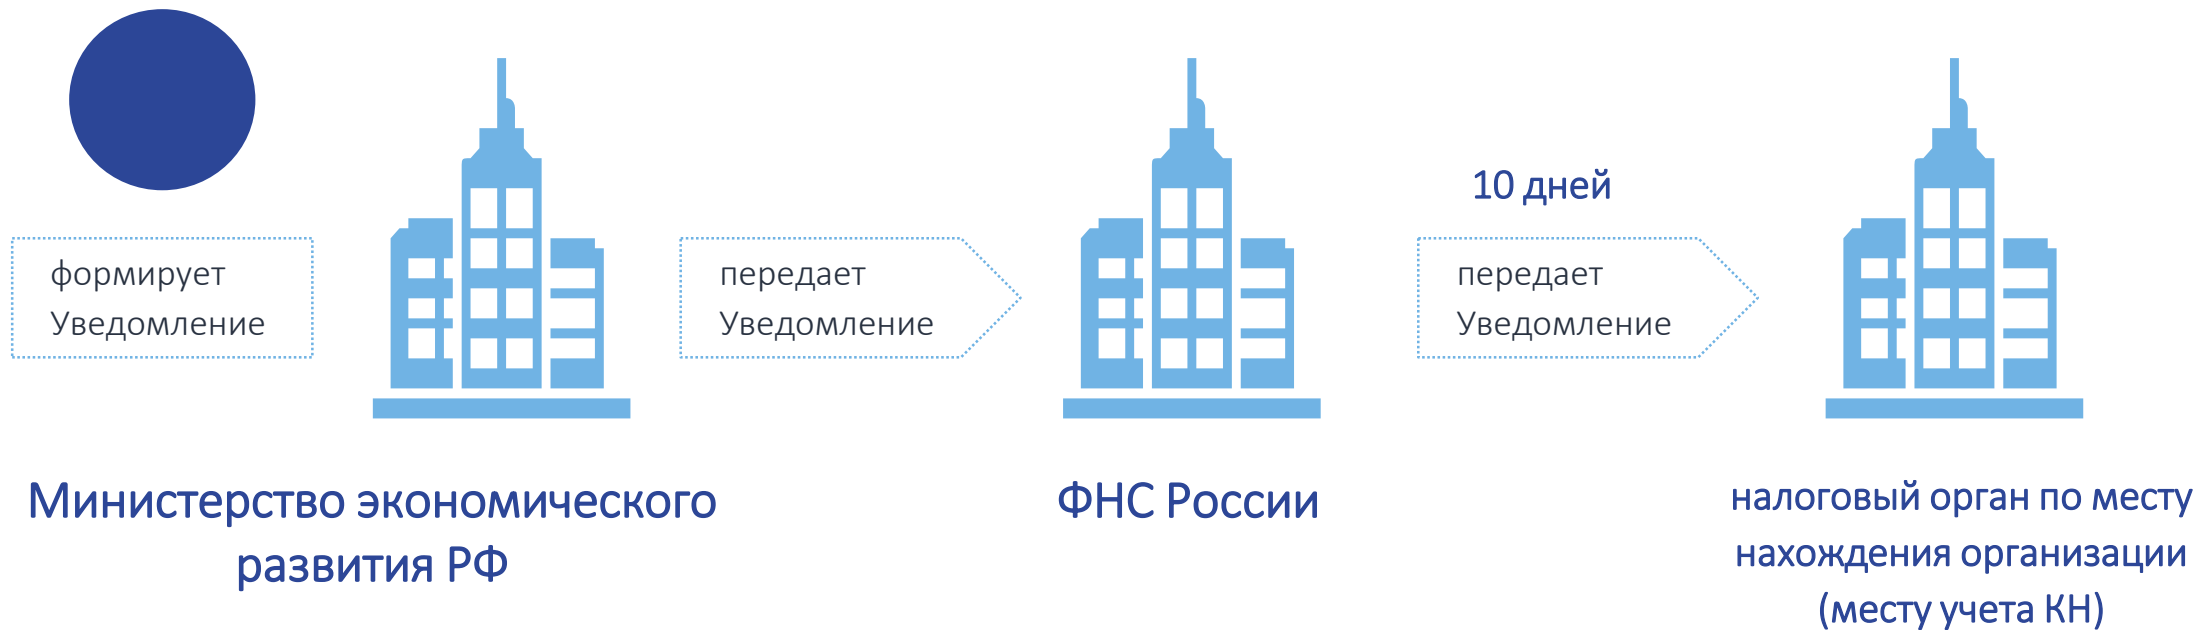 10 дней
формирует
Уведомление
передает
Уведомление
передает
Уведомление
Министерство экономического
развития РФ
ФНС России
налоговый орган по месту
нахождения организации
(месту учета КН)